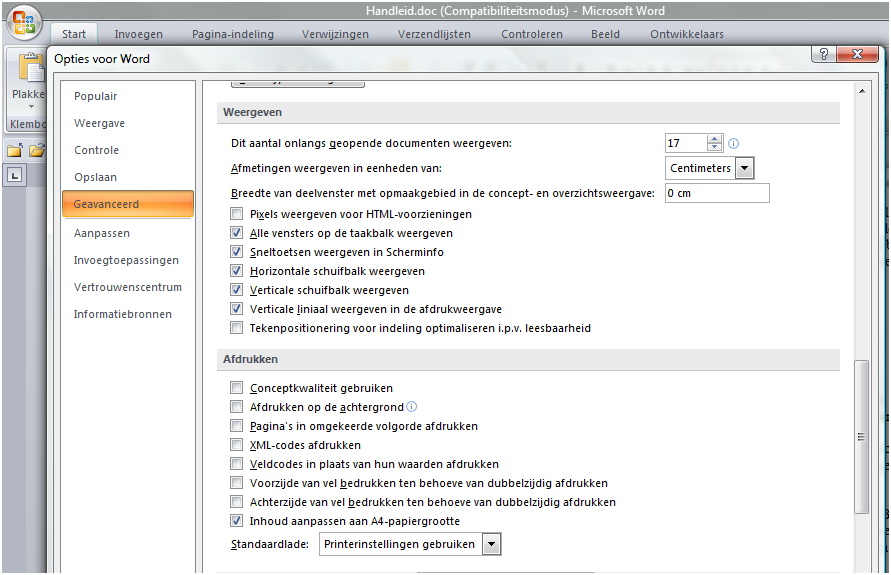 Handleid.doc (Compatibiliteitsmodus) - Microsoft Word
Start Invoegen Pagina-indeling Verwijzingen Verzendlijsten Controleren Beeld Ontwikkelaars
Opties voor Word
Plakke
Klembo
Populair
Weergave
Controle
Opslaan
Geavanceerd
Aanpassen
Invoegtoepassingen
Vertrouwenscentrum
Informatiebronnen
Weergeven
Dit aantal onlangs geopende documenten weergeven: 17
Afmetingen weergeven in eenheden van: Centimeters
Breedte van deelvenster met opmaakgebied in de concept- en overzichtsweergave: 0 cm
Pixels weergeven voor HTML-voorzieningen
Alle vensters op de taakbalk weergeven
Sneltoetsen weergeven in Scherminfo
Horizontale schuifbalk weergeven
Verticale schuifbalk weergeven
Verticale liniaal weergeven in de afdrukweergave
Tekenpositionering voor indeling optimaliseren i.p.v. leesbaarheid
Afdrukken
Conceptkwaliteit gebruiken
Afdrukken op de achtergrond
Pagina's in omgekeerde volgorde afdrukken
XML-codes afdrukken
Veldcodes in plaats van hun waarden afdrukken
Voorzijde van vel bedrukken ten behoeve van dubbelzijdig afdrukken
Achterzijde van vel bedrukken ten behoeve van dubbelzijdig afdrukken
Inhoud aanpassen aan A4-papiergrootte
Standaardlade: Printerinstellingen gebruiken